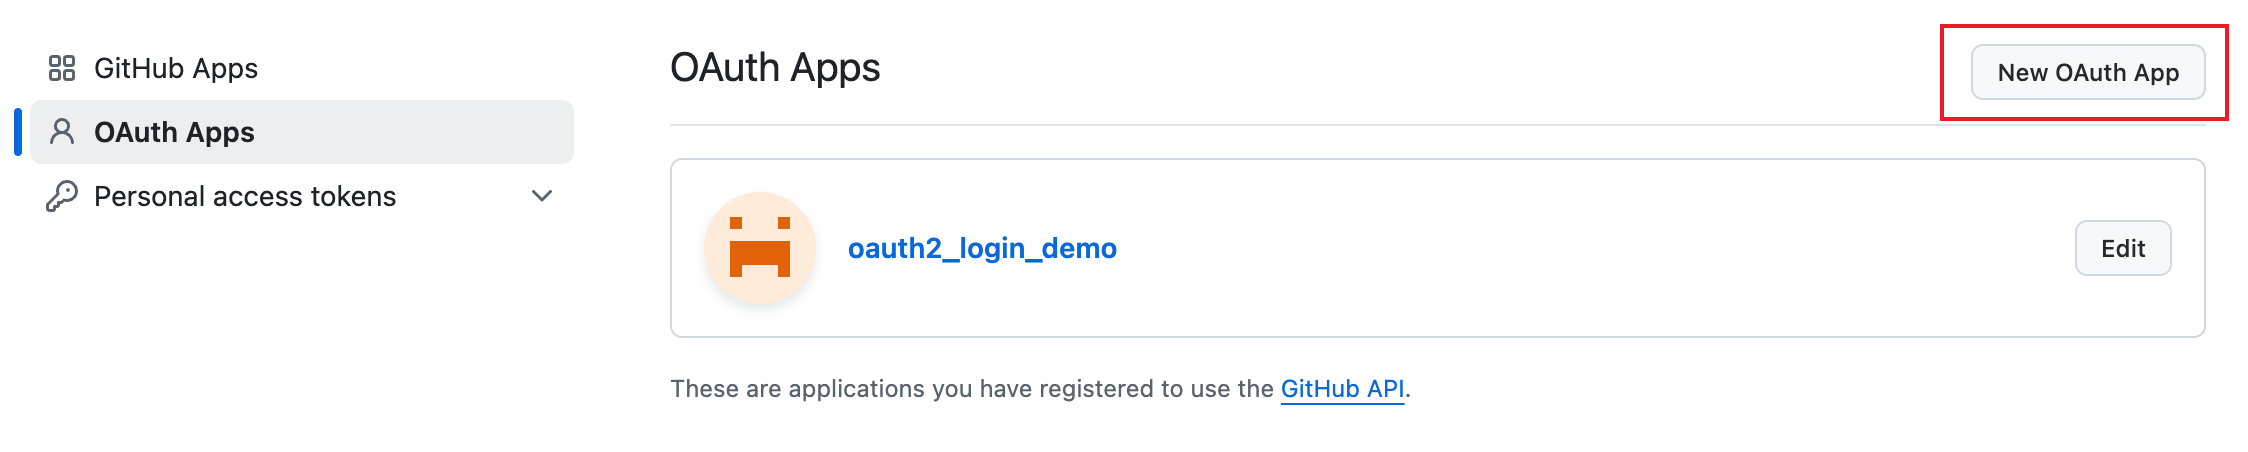 GitHub Apps
OAuth Apps
Personal access tokens
OAuth Apps
New OAuth App
oauth2_login_demo
Edit
These are applications you have registered to use the GitHub API.